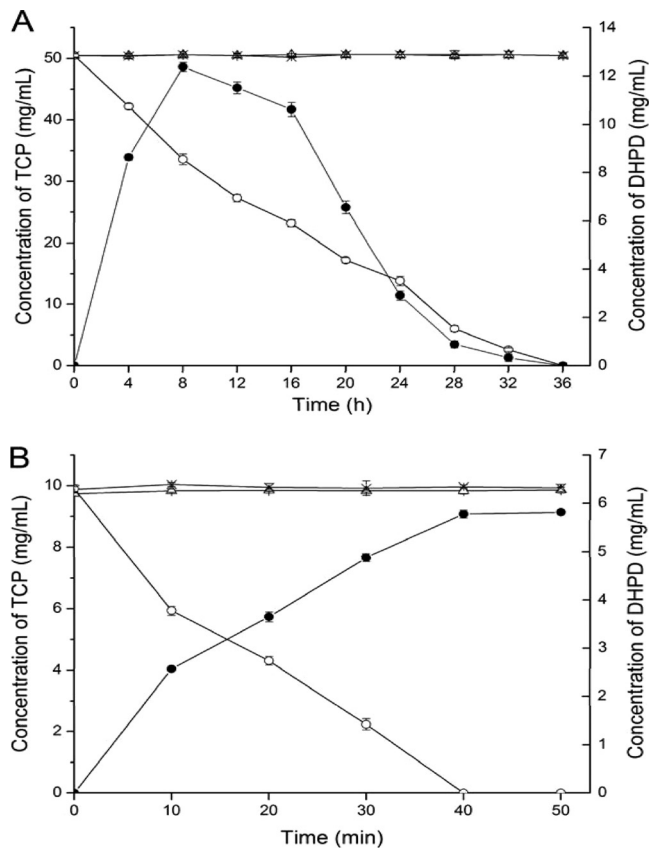 A
Concentration of TCP (mg/mL)
50
40
30
20
10
0
14
12
10
8
6
4
2
0
Concentration of DHPD (mg/mL)
0 4 8 12 16 20 24 28 32 36
Time (h)
B
Concentration of TCP (mg/mL)
10
8
6
4
2
0
7
6
5
4
3
2
1
0
Concentration of DHPD (mg/mL)
0 10 20 30 40 50
Time (min)